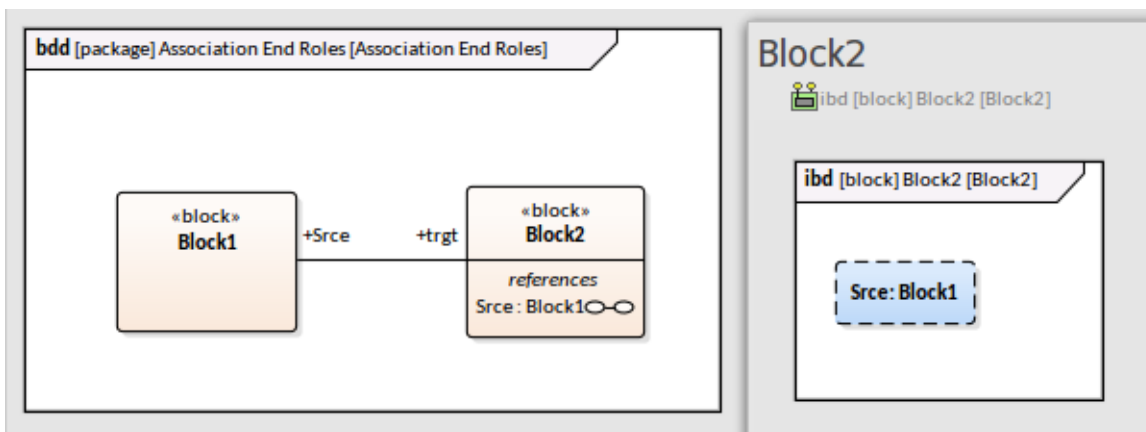 bdd [package] Association End Roles [Association End Roles]
«block»
Block1
+Srce
+trgt
«block»
Block2
references
Srce : Block1
Block2
ibd [block] Block2 [Block2]
ibd [block] Block2 [Block2]
Srce: Block1